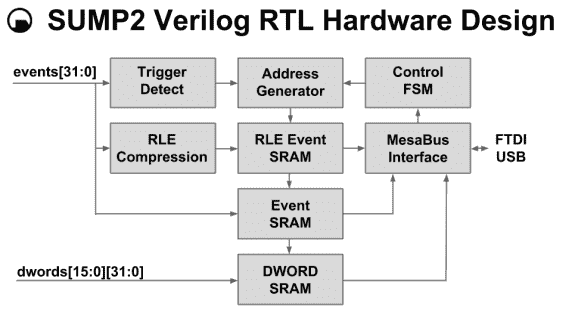 SUMP2 Verilog RTL Hardware Design
events[31:0]
Trigger
Detect
Address
Generator
Control
FSM
RLE
Compression
RLE Event
SRAM
MesaBus
Interface
FTDI
USB
Event
SRAM
dwords[15:0][31:0]
DWORD
SRAM